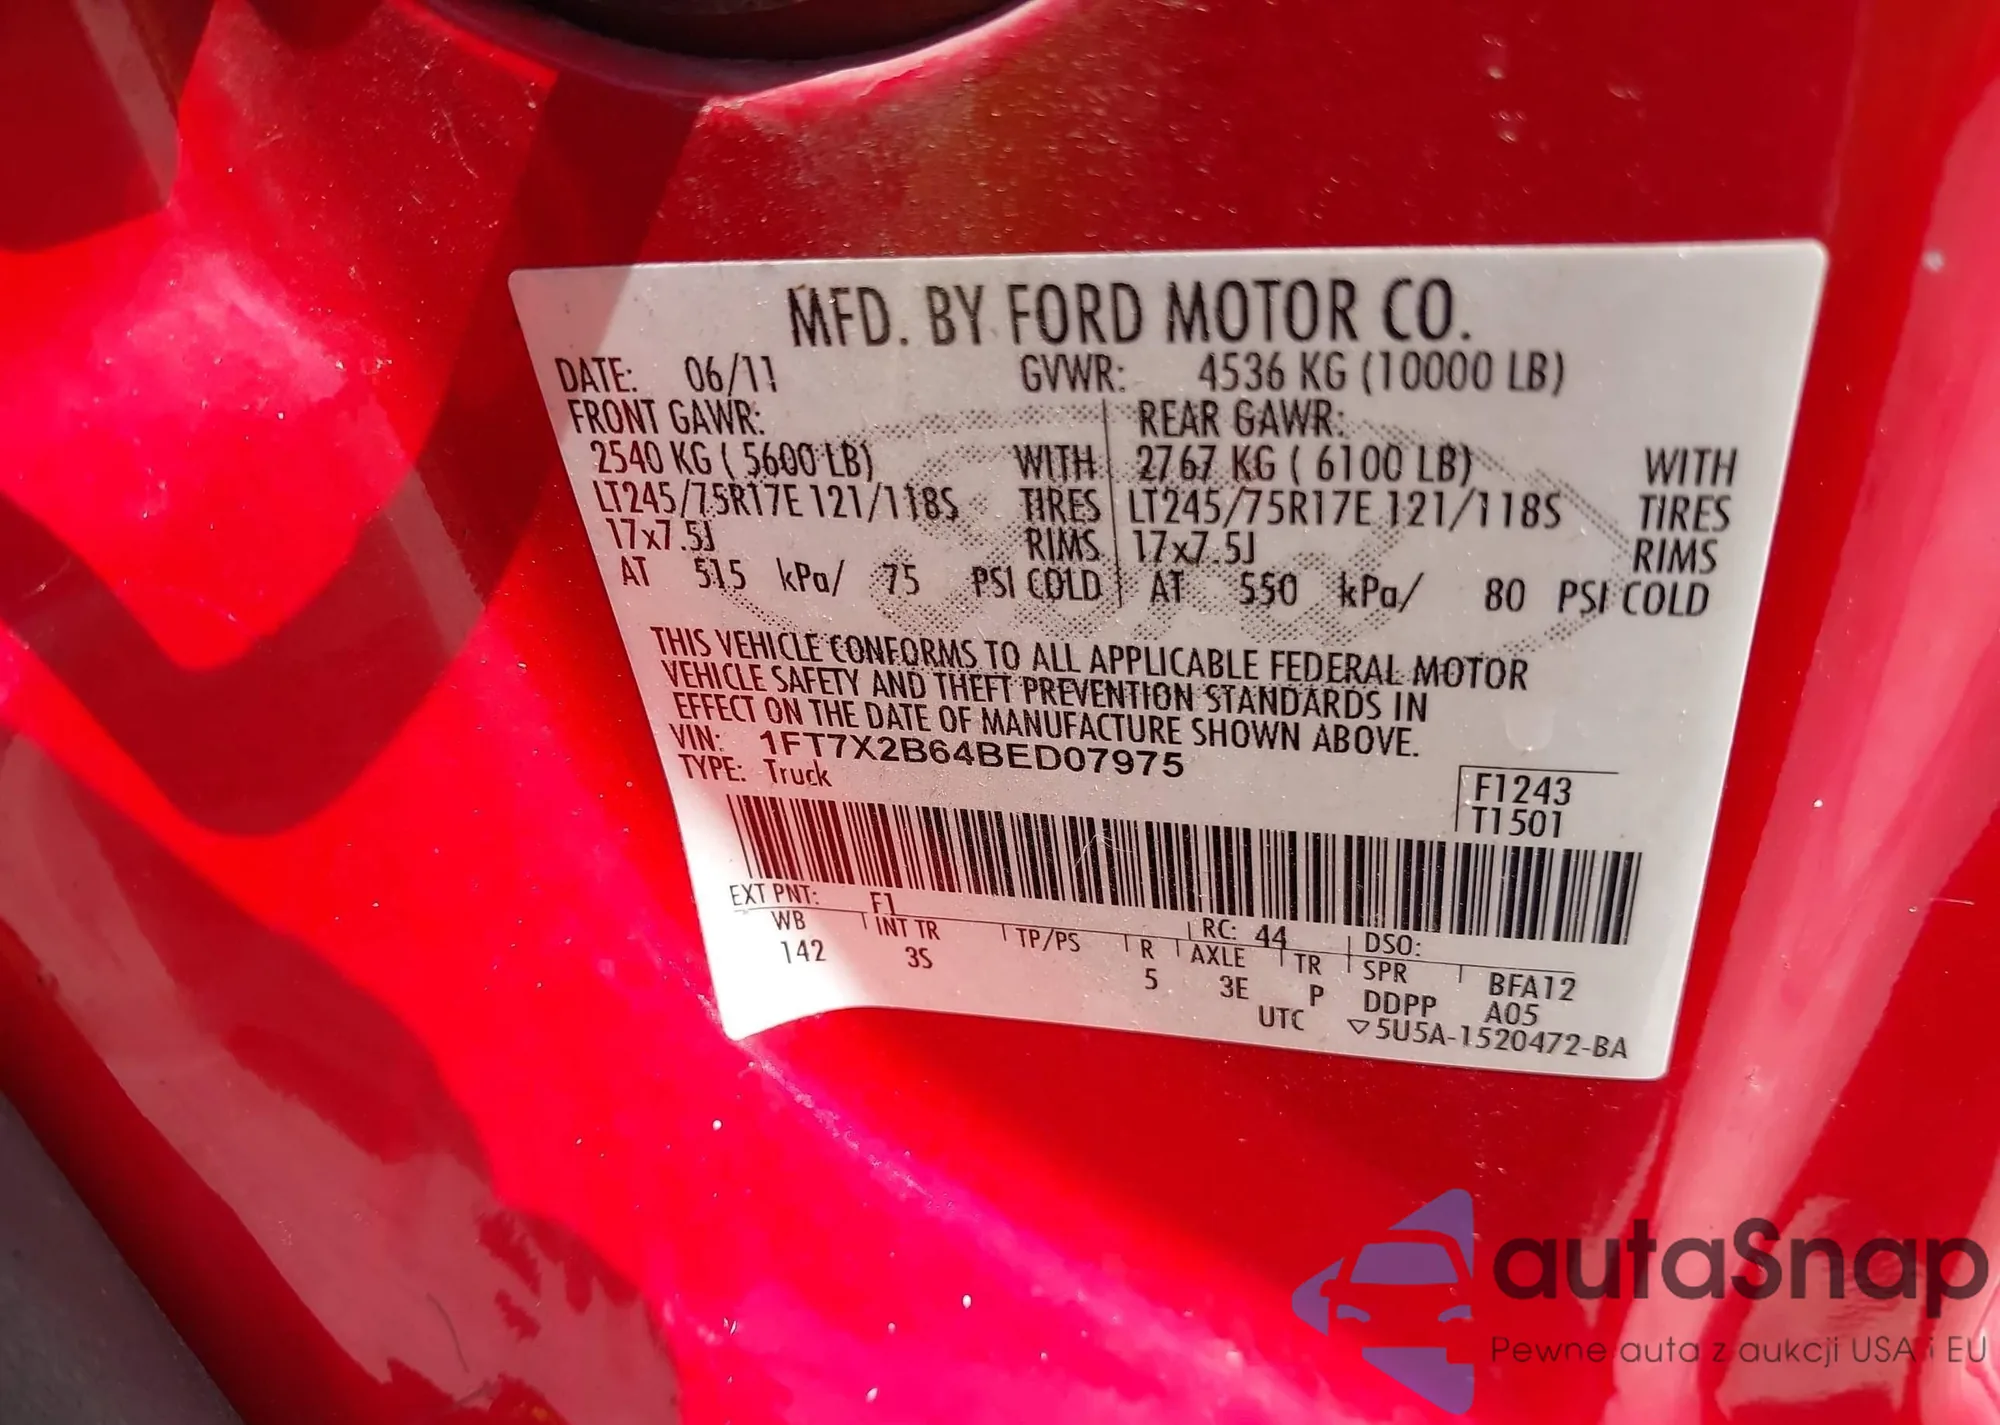 MFD. BY FORD MOTOR CO.
DATE: 06/11 GVWR: 4536 KG (10000 LB)
FRONT GAWR: REAR GAWR:
2540 KG ( 5600 LB) WITH 2767 KG ( 6100 LB) WITH
LT245/75R17E 121/118S TIRES LT245/75R17E 121/118S TIRES
17x7.5J RIMS 17x7.5J RIMS
AT 515 kPa/ 75 PSI COLD AT 550 kPa/ 80 PSI COLD
THIS VEHICLE CONFORMS TO ALL APPLICABLE FEDERAL MOTOR
VEHICLE SAFETY AND THEFT PREVENTION STANDARDS IN
EFFECT ON THE DATE OF MANUFACTURE SHOWN ABOVE.
VIN: 1FT7X2B64BED07975
TYPE: Truck
F1243
T1501
EXT PNT: F1 RC: 44 DSO:
WB INT TR TP/PS R AXLE TR SPR BFA12
142 3S 5 3E P DDPP A05
UTC ▽5U5A-1520472-BA
autaSnap
Pewne auta z aukcji USA i EU